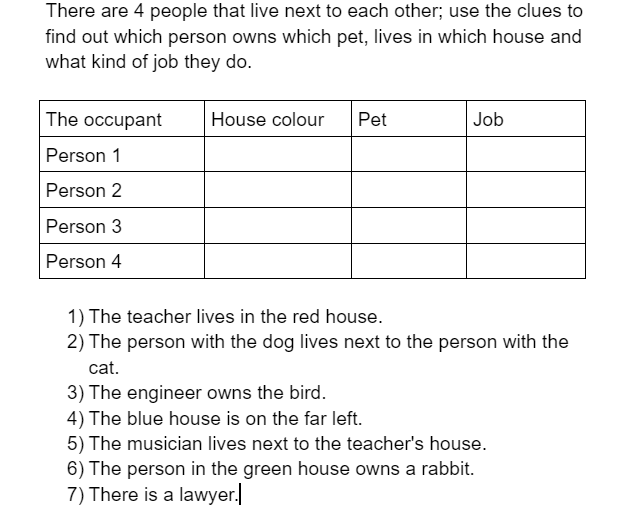 There are 4 people that live next to each other; use the clues to
find out which person owns which pet, lives in which house and
what kind of job they do.
The occupant House colour Pet Job
Person 1
Person 2
Person 3
Person 4
1) The teacher lives in the red house.
2) The person with the dog lives next to the person with the
cat.
3) The engineer owns the bird.
4) The blue house is on the far left.
5) The musician lives next to the teacher's house.
6) The person in the green house owns a rabbit.
7) There is a lawyer.